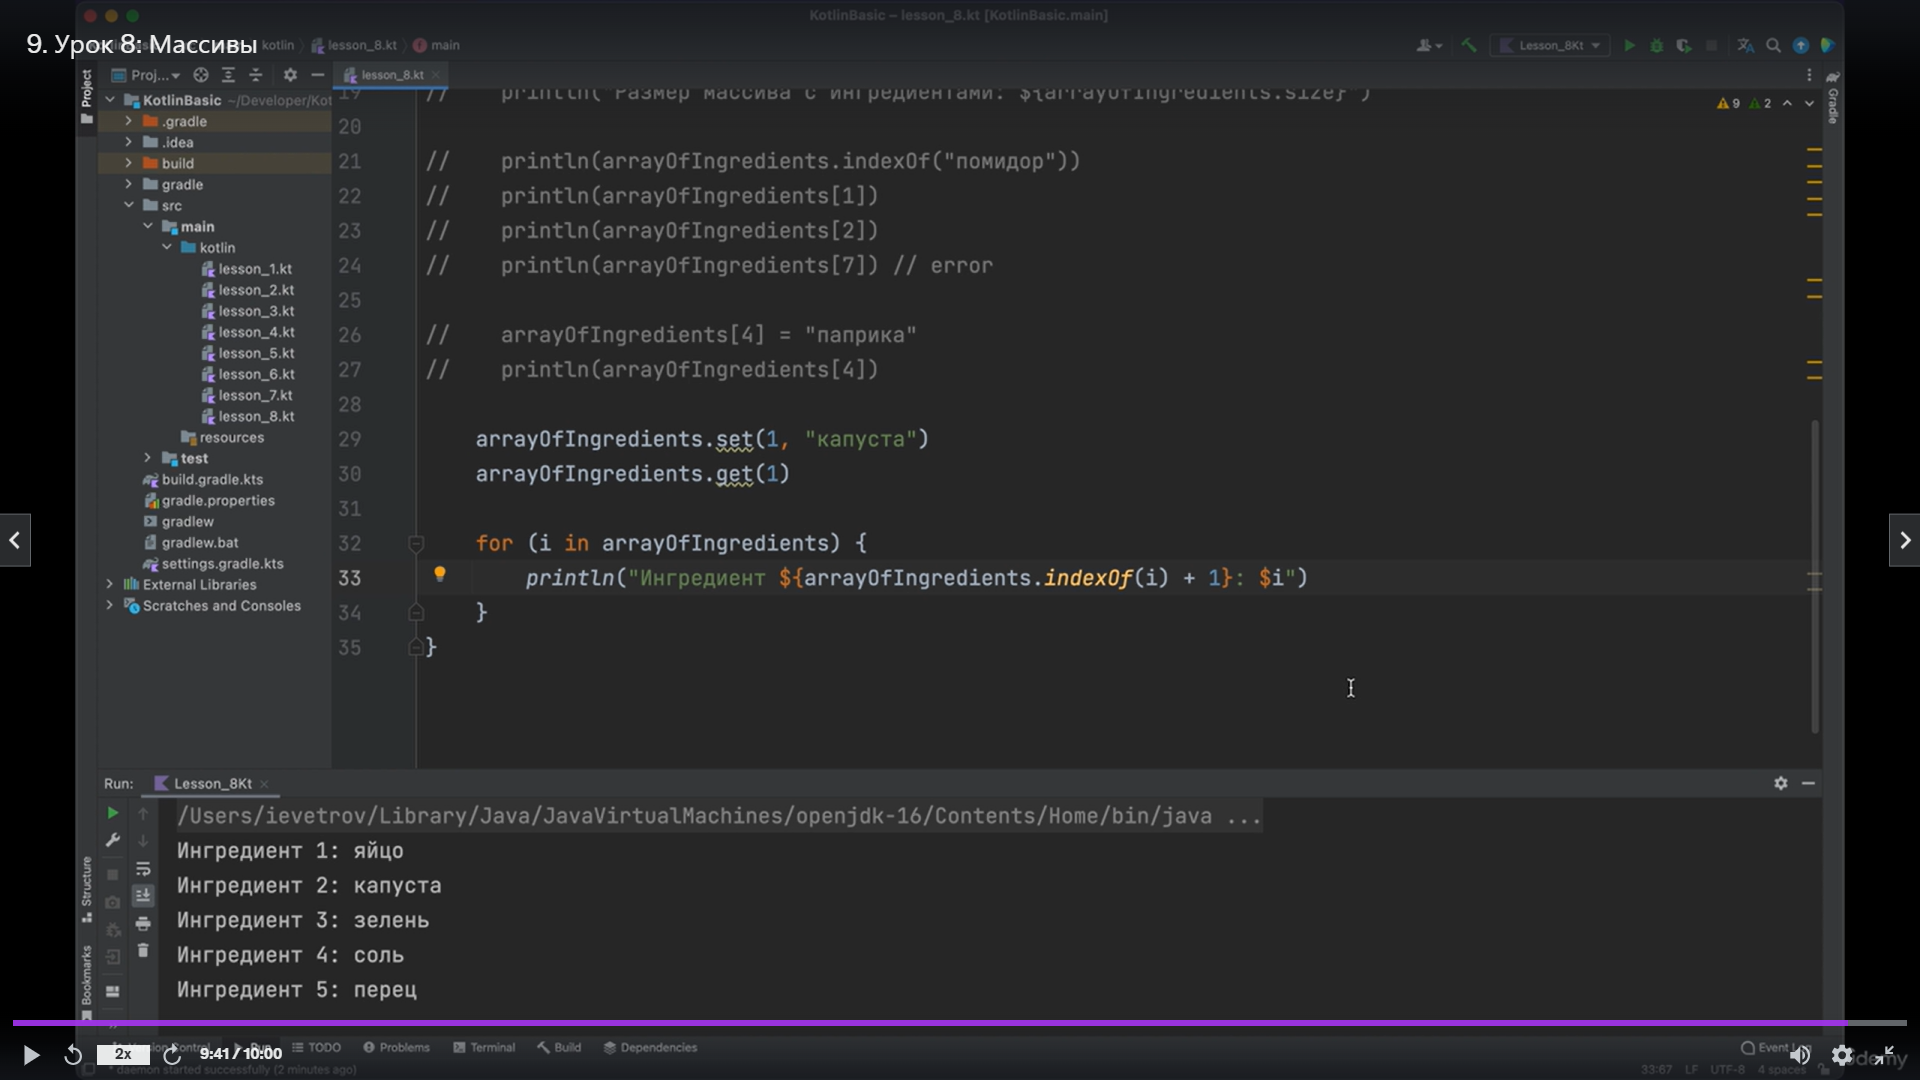 KotlinBasic – lesson_8.kt [KotlinBasic.main]
9. Урок 8: Массивы
kotlin
lesson_8.kt
main
Lesson_8Kt
Project
Proj...
lesson_8.kt
Gradle
KotlinBasic ~/Developer/Kot
.gradle
.idea
build
gradle
src
main
kotlin
lesson_1.kt
lesson_2.kt
lesson_3.kt
lesson_4.kt
lesson_5.kt
lesson_6.kt
lesson_7.kt
lesson_8.kt
resources
test
build.gradle.kts
gradle.properties
gradlew
gradlew.bat
settings.gradle.kts
External Libraries
Scratches and Consoles
9 2
19 // println("Размер массива с ингредиентами: ${arrayOfIngredients.size}")
20
21 // println(arrayOfIngredients.indexOf("помидор"))
22 // println(arrayOfIngredients[1])
23 // println(arrayOfIngredients[2])
24 // println(arrayOfIngredients[7]) // error
25
26 // arrayOfIngredients[4] = "паприка"
27 // println(arrayOfIngredients[4])
28
29 arrayOfIngredients.set(1, "капуста")
30 arrayOfIngredients.get(1)
31
32 for (i in arrayOfIngredients) {
33 println("Ингредиент ${arrayOfIngredients.indexOf(i) + 1}: $i")
34 }
35 }
Run: Lesson_8Kt
/Users/ievetrov/Library/Java/JavaVirtualMachines/openjdk-16/Contents/Home/bin/java ...
Ингредиент 1: яйцо
Ингредиент 2: капуста
Ингредиент 3: зелень
Ингредиент 4: соль
Ингредиент 5: перец
Structure
Bookmarks
2x
9:41 / 10:00
Control
Run
TODO
Problems
Terminal
Build
Dependencies
Event
daemon started successfully (2 minutes ago)
33:67 LF UTF-8 4 spaces